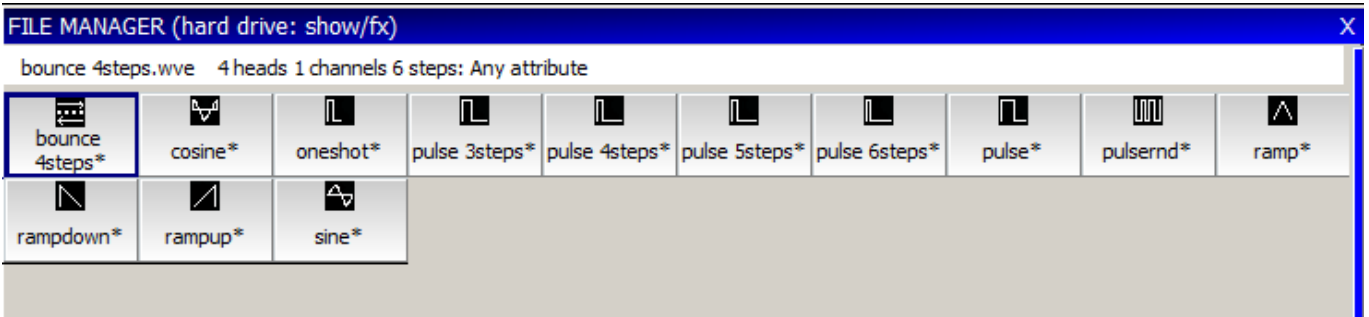 FILE MANAGER (hard drive: show/fx) X
bounce 4steps.wve 4 heads 1 channels 6 steps: Any attribute
bounce
4steps*
cosine*
oneshot*
pulse 3steps*
pulse 4steps*
pulse 5steps*
pulse 6steps*
pulse*
pulsernd*
ramp*
rampdown*
rampup*
sine*